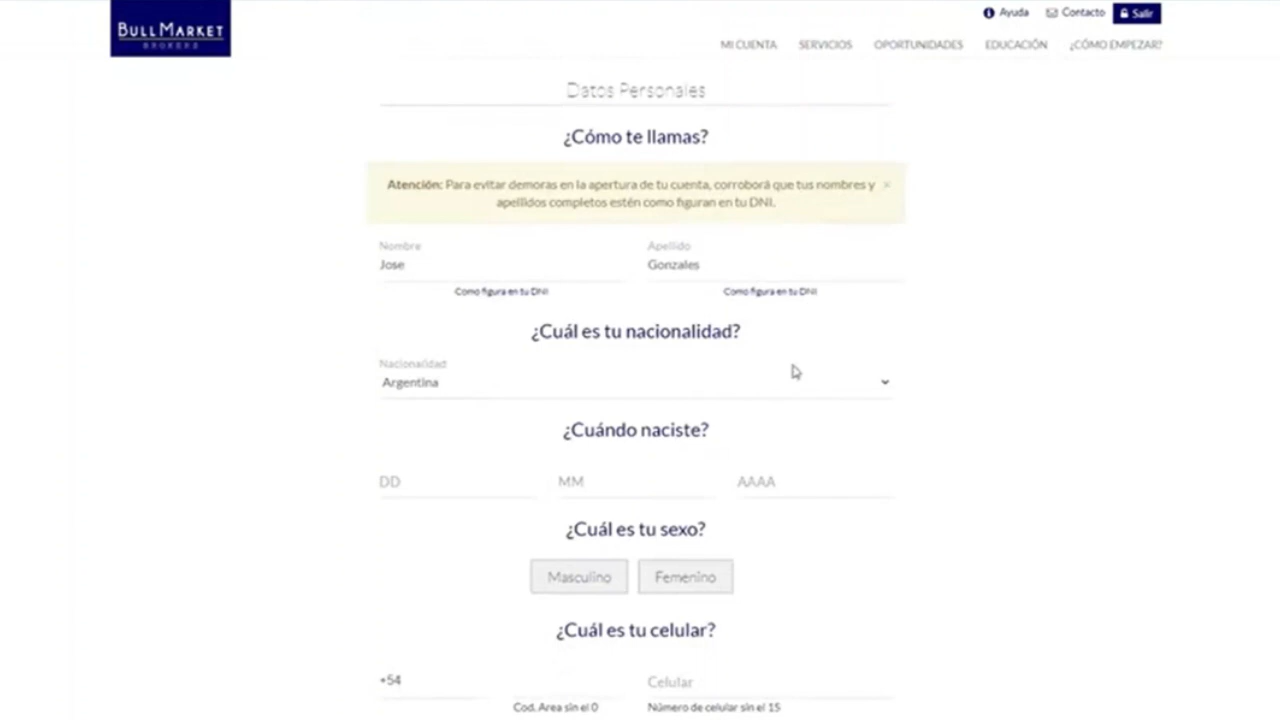 BULLMARKET
BROKERS
Ayuda
Contacto
Salir
MI CUENTA
SERVICIOS
OPORTUNIDADES
EDUCACIÓN
¿CÓMO EMPEZAR?
Datos Personales
¿Cómo te llamas?
Atención: Para evitar demoras en la apertura de tu cuenta, corroborá que tus nombres y ×
apellidos completos estén como figuran en tu DNI.
Nombre
Apellido
Jose
Gonzales
Como figura en tu DNI
Como figura en tu DNI
¿Cuál es tu nacionalidad?
Nacionalidad
Argentina
¿Cuándo naciste?
DD
MM
AAAA
¿Cuál es tu sexo?
Masculino
Femenino
¿Cuál es tu celular?
+54
Celular
Cod. Area sin el 0
Número de celular sin el 15